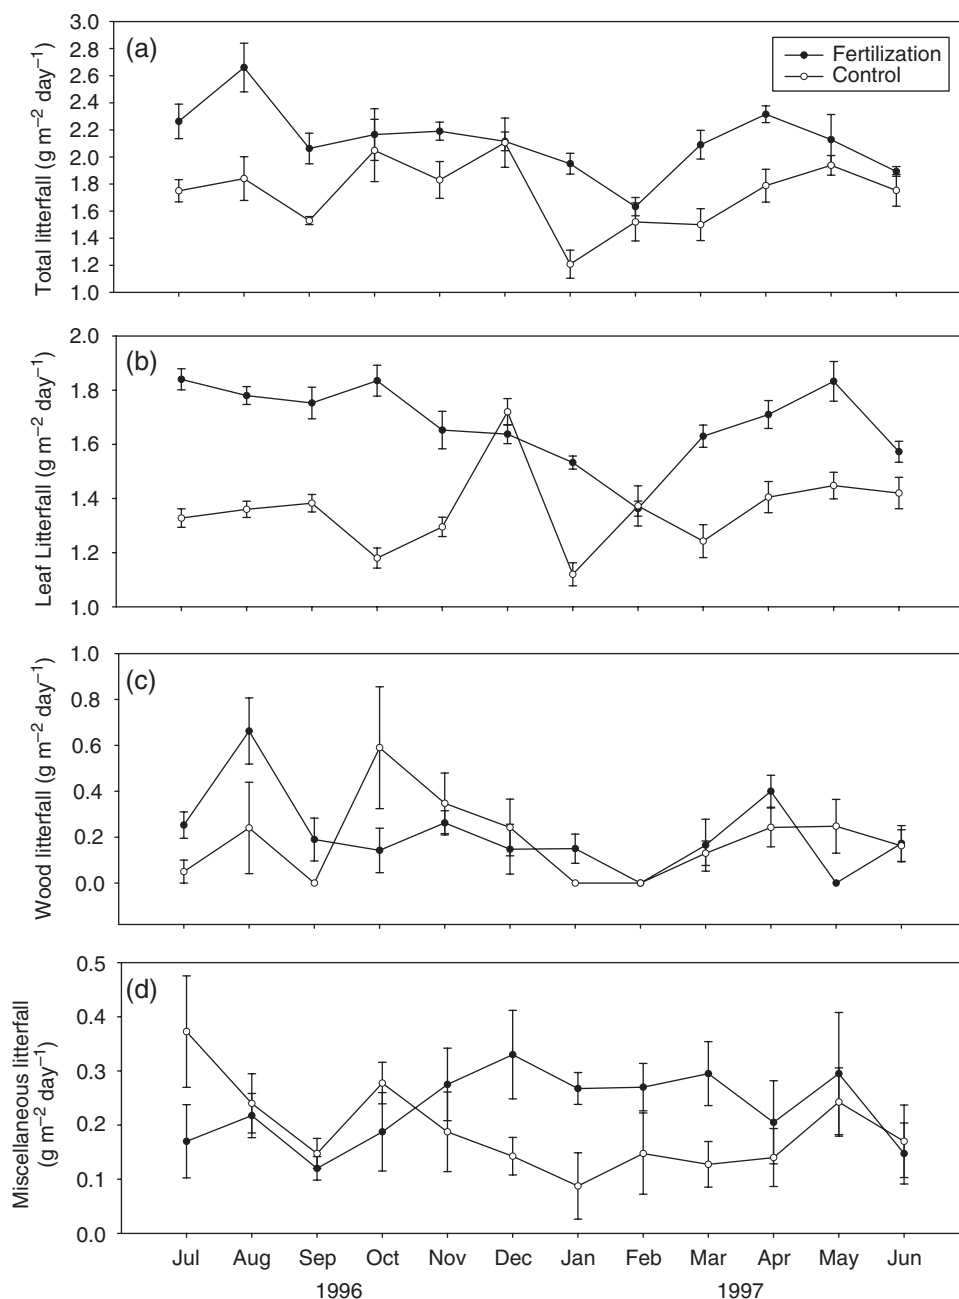 (a)
Fertilization
Control
Total litterfall (g m⁻² day⁻¹)
3.0
2.8
2.6
2.4
2.2
2.0
1.8
1.6
1.4
1.2
1.0
(b)
Leaf Litterfall (g m⁻² day⁻¹)
2.0
1.8
1.6
1.4
1.2
1.0
(c)
Wood litterfall (g m⁻² day⁻¹)
1.0
0.8
0.6
0.4
0.2
0.0
(d)
Miscellaneous litterfall
(g m⁻² day⁻¹)
0.5
0.4
0.3
0.2
0.1
0.0
Jul Aug Sep Oct Nov Dec Jan Feb Mar Apr May Jun
1996 1997